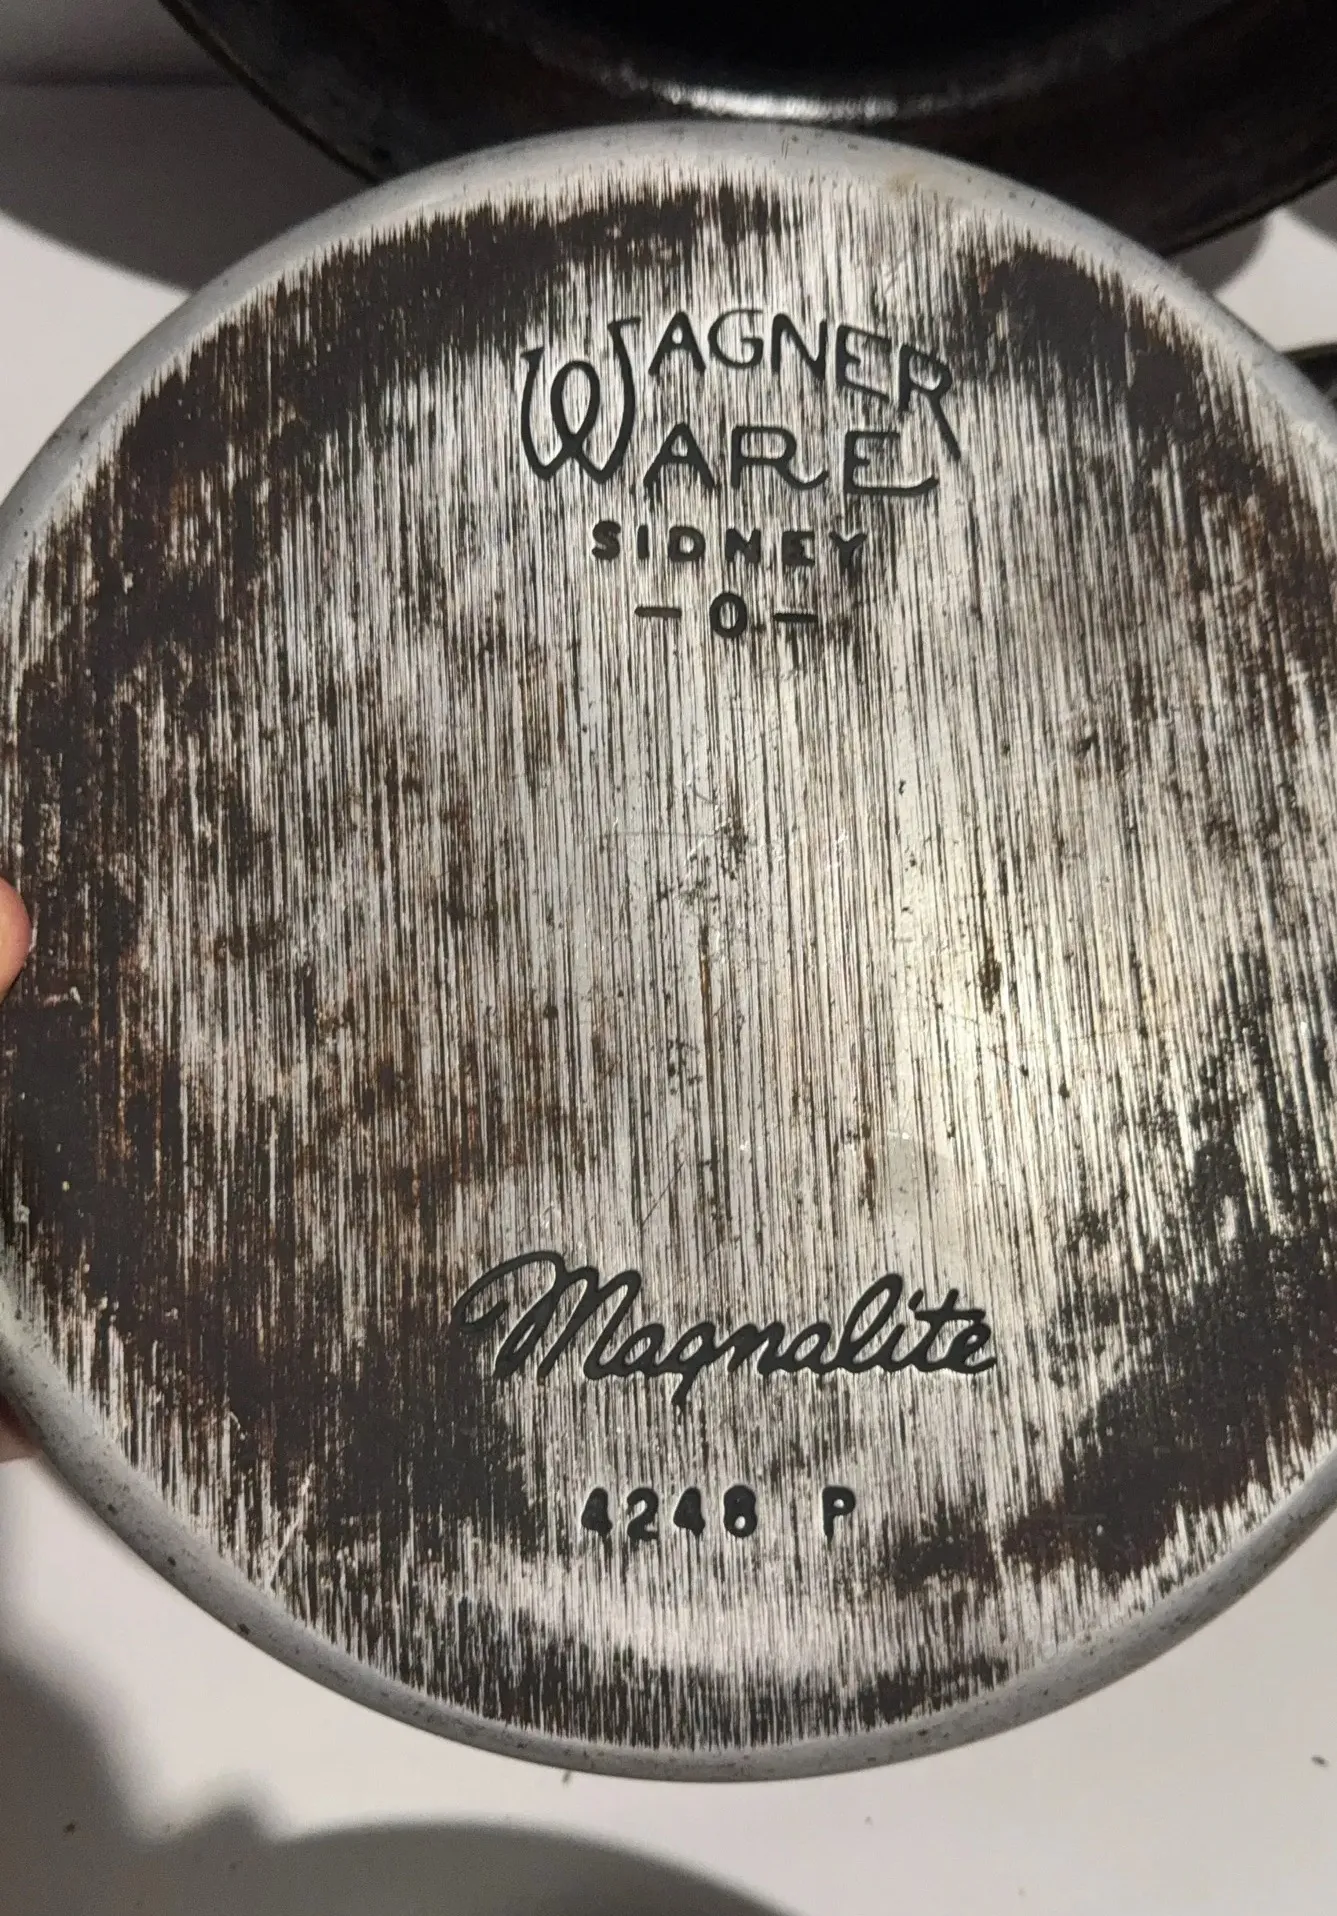 WAGNER
WARE
SIDNEY
-O-
Magnalite
4248 P